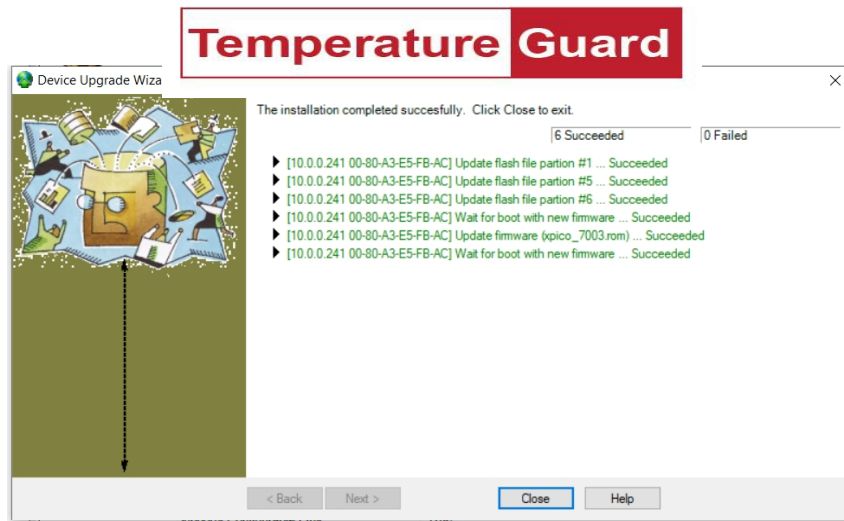 Temperature Guard
Device Upgrade Wiza
The installation completed succesfully. Click Close to exit.
6 Succeeded
0 Failed
[10.0.0.241 00-80-A3-E5-FB-AC] Update flash file partion #1 ... Succeeded
[10.0.0.241 00-80-A3-E5-FB-AC] Update flash file partion #5 ... Succeeded
[10.0.0.241 00-80-A3-E5-FB-AC] Update flash file partion #6 ... Succeeded
[10.0.0.241 00-80-A3-E5-FB-AC] Wait for boot with new firmware ... Succeeded
[10.0.0.241 00-80-A3-E5-FB-AC] Update firmware (xpico_7003.rom) ... Succeeded
[10.0.0.241 00-80-A3-E5-FB-AC] Wait for boot with new firmware ... Succeeded
< Back
Next >
Close
Help